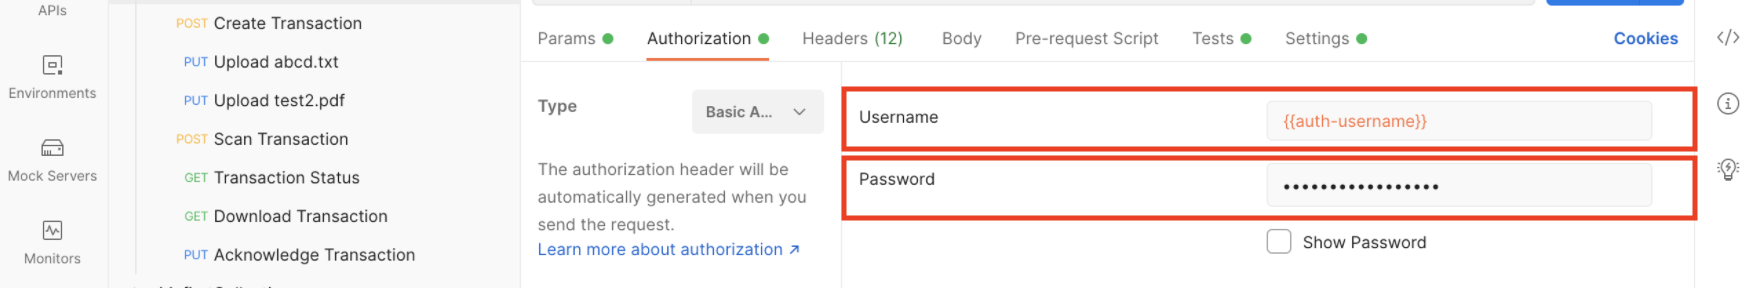 APIs
Environments
Mock Servers
Monitors
POST Create Transaction
PUT Upload abcd.txt
PUT Upload test2.pdf
POST Scan Transaction
GET Transaction Status
GET Download Transaction
PUT Acknowledge Transaction
Params Authorization Headers (12) Body Pre-request Script Tests Settings Cookies
Type Basic A...
The authorization header will be
automatically generated when you
send the request.
Learn more about authorization ↗
Username {{auth-username}}
Password •••••••••••••••••
Show Password